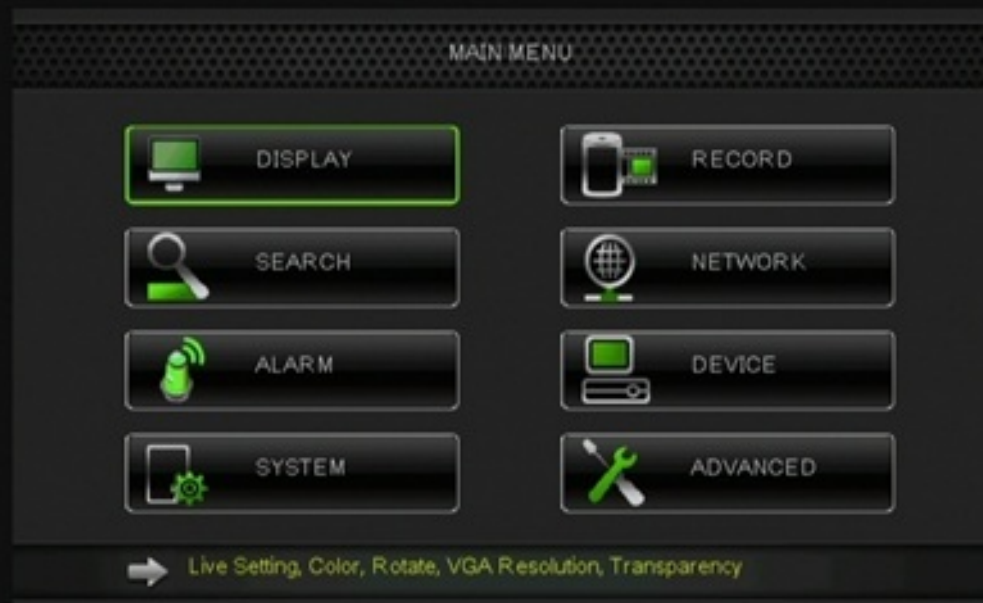 MAIN MENU
DISPLAY
RECORD
SEARCH
NETWORK
ALARM
DEVICE
SYSTEM
ADVANCED
Live Setting, Color, Rotate, VGA Resolution, Transparency